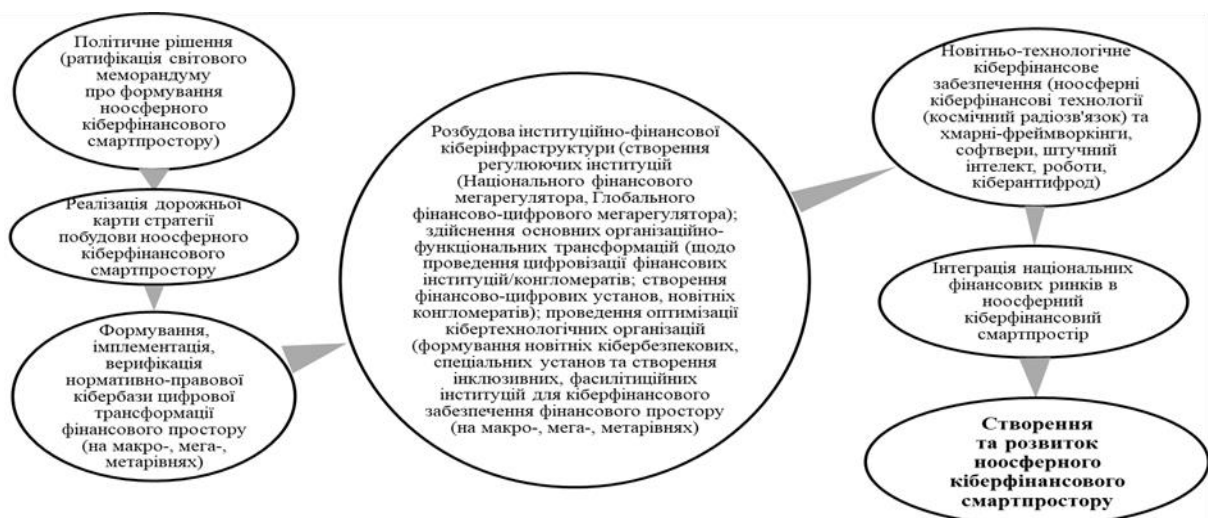 Політичне рішення
(ратифікація світового
меморандуму
про формування
ноосферного
кіберфінансового
смартпростору)
Реалізація дорожньої
карти стратегії
побудови ноосферного
кіберфінансового
смартпростору
Формування,
імплементація,
верифікація
нормативно-правової
кібербази цифрової
трансформації
фінансового простору
(на макро-, мега-,
метарівнях)
Розбудова інституційно-фінансової
кіберінфраструктури (створення
регулюючих інституцій
(Національного фінансового
мегарегулятора, Глобального
фінансово-цифрового мегарегулятора);
здійснення основних організаційно-
функціональних трансформацій (щодо
проведення цифровізації фінансових
інституцій/конгломератів; створення
фінансово-цифрових установ, новітніх
конгломератів); проведення оптимізації
кібертехнологічних організацій
(формування новітніх кібербезпекових,
спеціальних установ та створення
інклюзивних, фасилітиційних
інституцій для кіберфінансового
забезпечення фінансового простору
(на макро-, мега-, метарівнях)
Новітньо-технологічне
кіберфінансове
забезпечення (ноосферні
кіберфінансові технології
(космічний радіозв'язок) та
хмарні-фреймворкінги,
софтвери, штучний
інтелект, роботи,
кіберантифрод)
Інтеграція національних
фінансових ринків в
ноосферний
кіберфінансовий
смартпростір
Створення
та розвиток
ноосферного
кіберфінансового
смартпростору